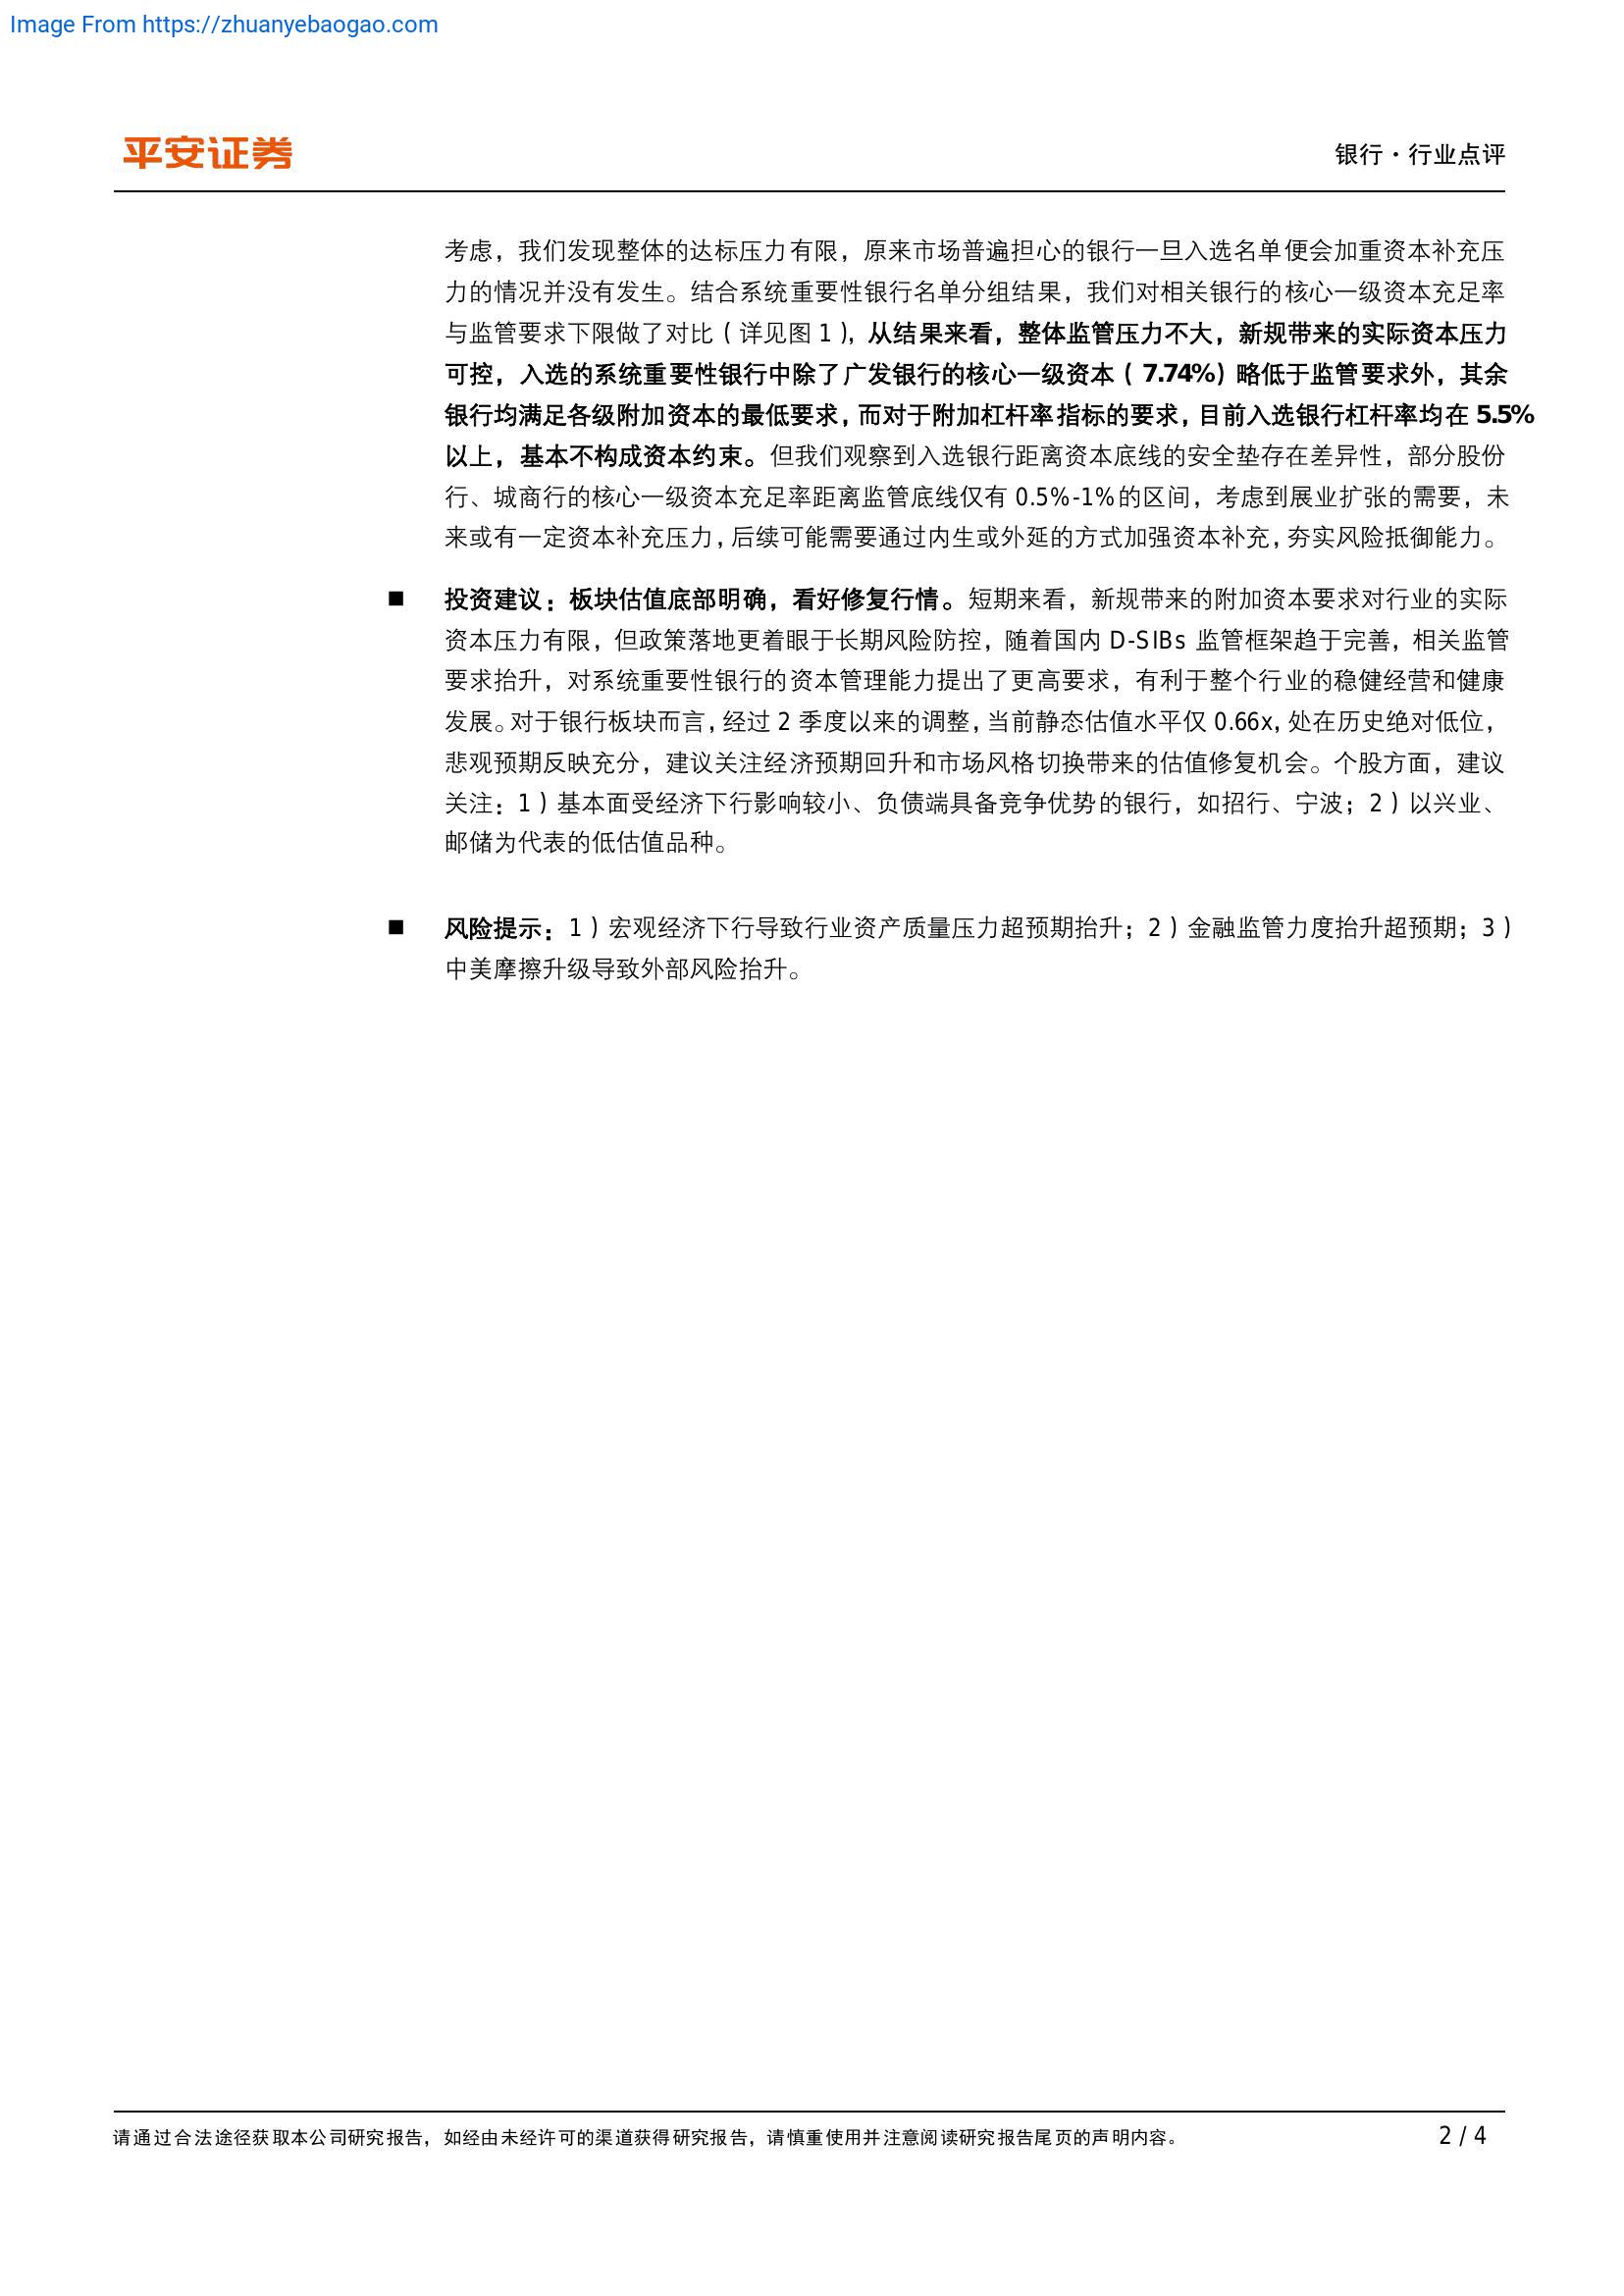 Image From https://zhuanyebaogao.com
平安证券
银行·行业点评
考虑，我们发现整体的达标压力有限，原来市场普遍担心的银行一旦入选名单便会加重资本补充压
力的情况并没有发生。结合系统重要性银行名单分组结果，我们对相关银行的核心一级资本充足率
与监管要求下限做了对比（详见图 1），从结果来看，整体监管压力不大，新规带来的实际资本压力
可控，入选的系统重要性银行中除了广发银行的核心一级资本（7.74%）略低于监管要求外，其余
银行均满足各级附加资本的最低要求，而对于附加杠杆率指标的要求，目前入选银行杠杆率均在 5.5%
以上，基本不构成资本约束。但我们观察到入选银行距离资本底线的安全垫存在差异性，部分股份
行、城商行的核心一级资本充足率距离监管底线仅有 0.5%-1%的区间，考虑到展业扩张的需要，未
来或有一定资本补充压力，后续可能需要通过内生或外延的方式加强资本补充，夯实风险抵御能力。
■ 投资建议：板块估值底部明确，看好修复行情。短期来看，新规带来的附加资本要求对行业的实际
资本压力有限，但政策落地更着眼于长期风险防控，随着国内 D-SIBs 监管框架趋于完善，相关监管
要求抬升，对系统重要性银行的资本管理能力提出了更高要求，有利于整个行业的稳健经营和健康
发展。对于银行板块而言，经过 2 季度以来的调整，当前静态估值水平仅 0.66x，处在历史绝对低位，
悲观预期反映充分，建议关注经济预期回升和市场风格切换带来的估值修复机会。个股方面，建议
关注：1）基本面受经济下行影响较小、负债端具备竞争优势的银行，如招行、宁波；2）以兴业、
邮储为代表的低估值品种。
■ 风险提示：1）宏观经济下行导致行业资产质量压力超预期抬升；2）金融监管力度抬升超预期；3）
中美摩擦升级导致外部风险抬升。
请通过合法途径获取本公司研究报告，如经由未经许可的渠道获得研究报告，请慎重使用并注意阅读研究报告尾页的声明内容。
2 / 4